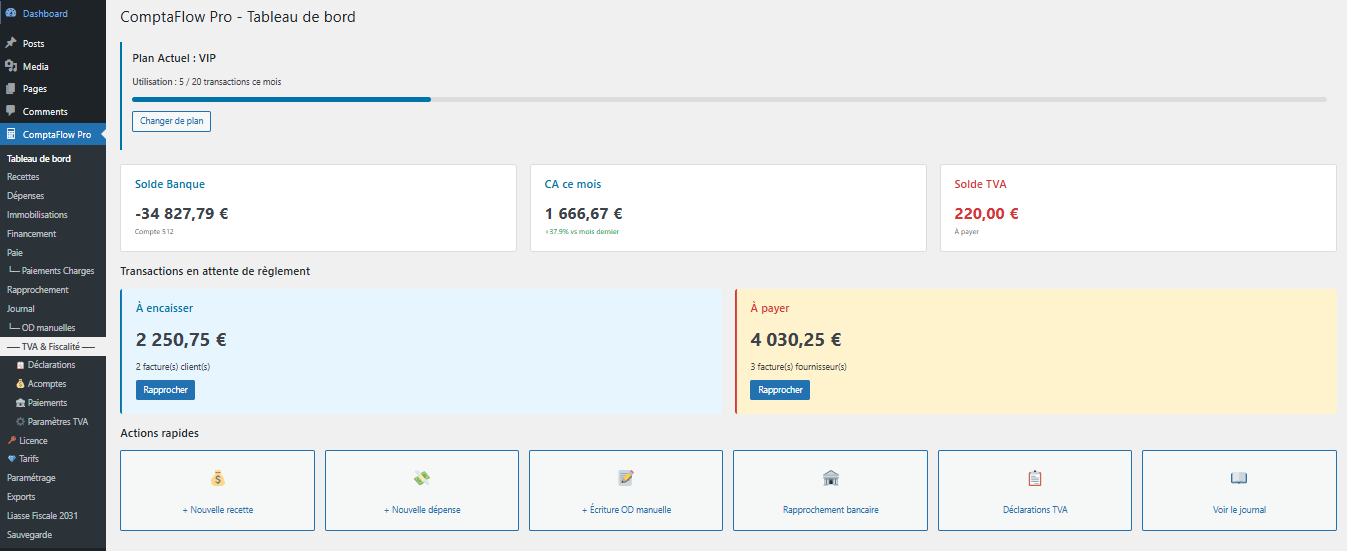 Dashboard
Posts
Media
Pages
Comments
ComptaFlow Pro
Tableau de bord
Recettes
Dépenses
Immobilisations
Financement
Paie
└─ Paiements Charges
Rapprochement
Journal
└─ OD manuelles
── TVA & Fiscalité ──
Déclarations
Acomptes
Paiements
Paramètres TVA
Licence
Tarifs
Paramétrage
Exports
Liasse Fiscale 2031
Sauvegarde
ComptaFlow Pro - Tableau de bord
Plan Actuel : VIP
Utilisation : 5 / 20 transactions ce mois
Changer de plan
Solde Banque
-34 827,79 €
Compte 512
CA ce mois
1 666,67 €
+37.9% vs mois dernier
Solde TVA
220,00 €
À payer
Transactions en attente de règlement
À encaisser
2 250,75 €
2 facture(s) client(s)
Rapprocher
À payer
4 030,25 €
3 facture(s) fournisseur(s)
Rapprocher
Actions rapides
+ Nouvelle recette
+ Nouvelle dépense
+ Écriture OD manuelle
Rapprochement bancaire
Déclarations TVA
Voir le journal